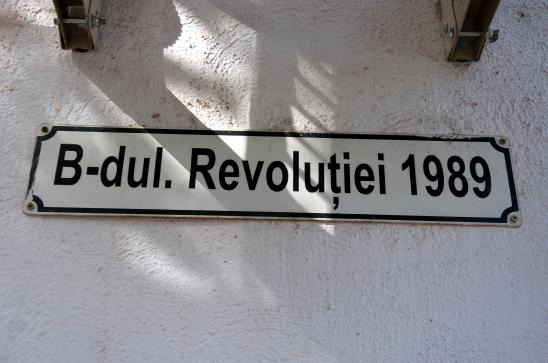 B-dul. Revoluției 1989